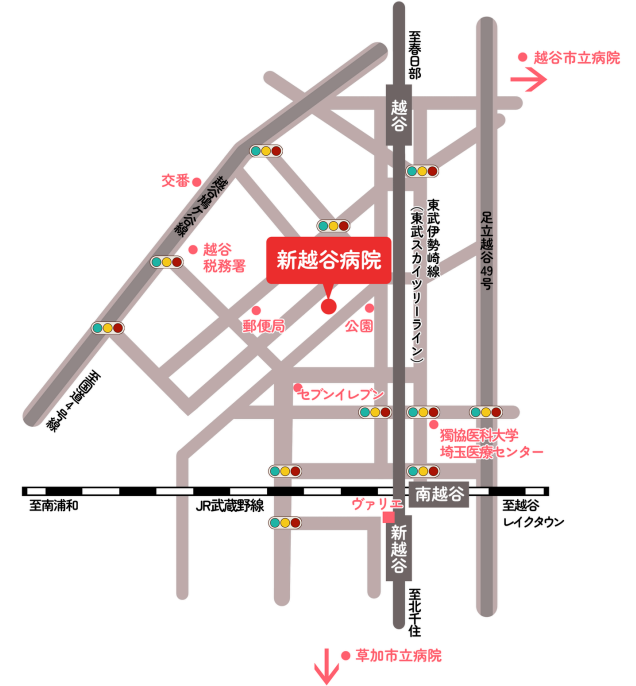 至春日部
越谷市立病院
越谷
交番
越谷鳩ケ谷線
越谷
税務署
新越谷病院
東武伊勢崎線
（東武スカイツリーライン）
足立越谷49号
郵便局
公園
至国道4号線
セブンイレブン
獨協医科大学
埼玉医療センター
至南浦和
JR武蔵野線
ヴァリエ
南越谷
至越谷
レイクタウン
新越谷
至北千住
草加市立病院